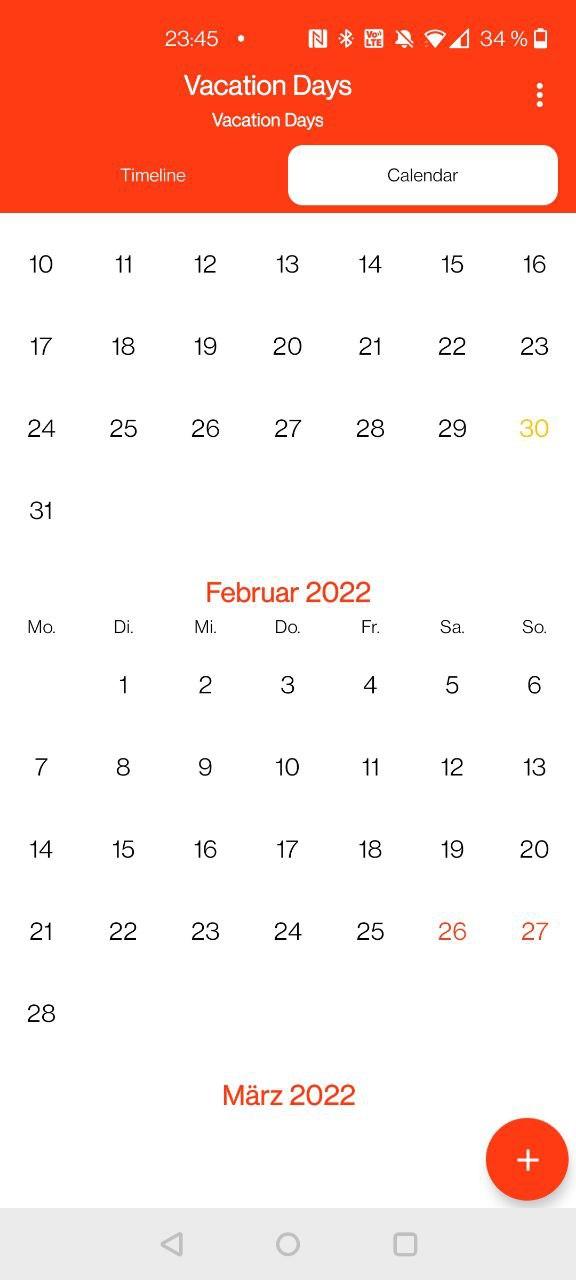 23:45 Vo)) LTE 34 %
Vacation Days
Vacation Days
Timeline Calendar
10 11 12 13 14 15 16
17 18 19 20 21 22 23
24 25 26 27 28 29 30
31
Februar 2022
Mo. Di. Mi. Do. Fr. Sa. So.
1 2 3 4 5 6
7 8 9 10 11 12 13
14 15 16 17 18 19 20
21 22 23 24 25 26 27
28
März 2022
+